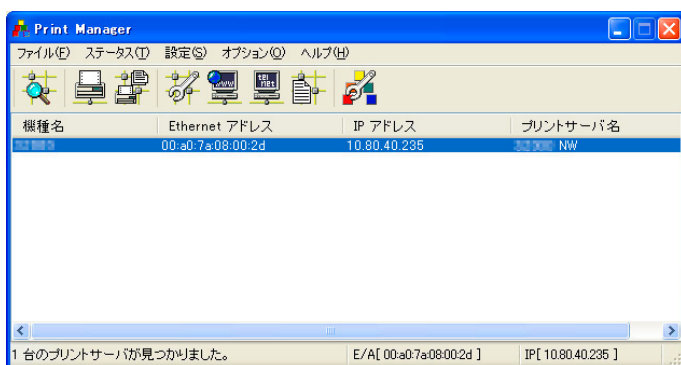 Print Manager
ファイル(F) ステータス(T) 設定(S) オプション(O) ヘルプ(H)
www
tel net
機種名 Ethernet アドレス IP アドレス プリントサーバ名
00:a0:7a:08:00:2d 10.80.40.235 NW
1 台のプリントサーバが見つかりました。 E/A[ 00:a0:7a:08:00:2d ] IP[ 10.80.40.235 ]